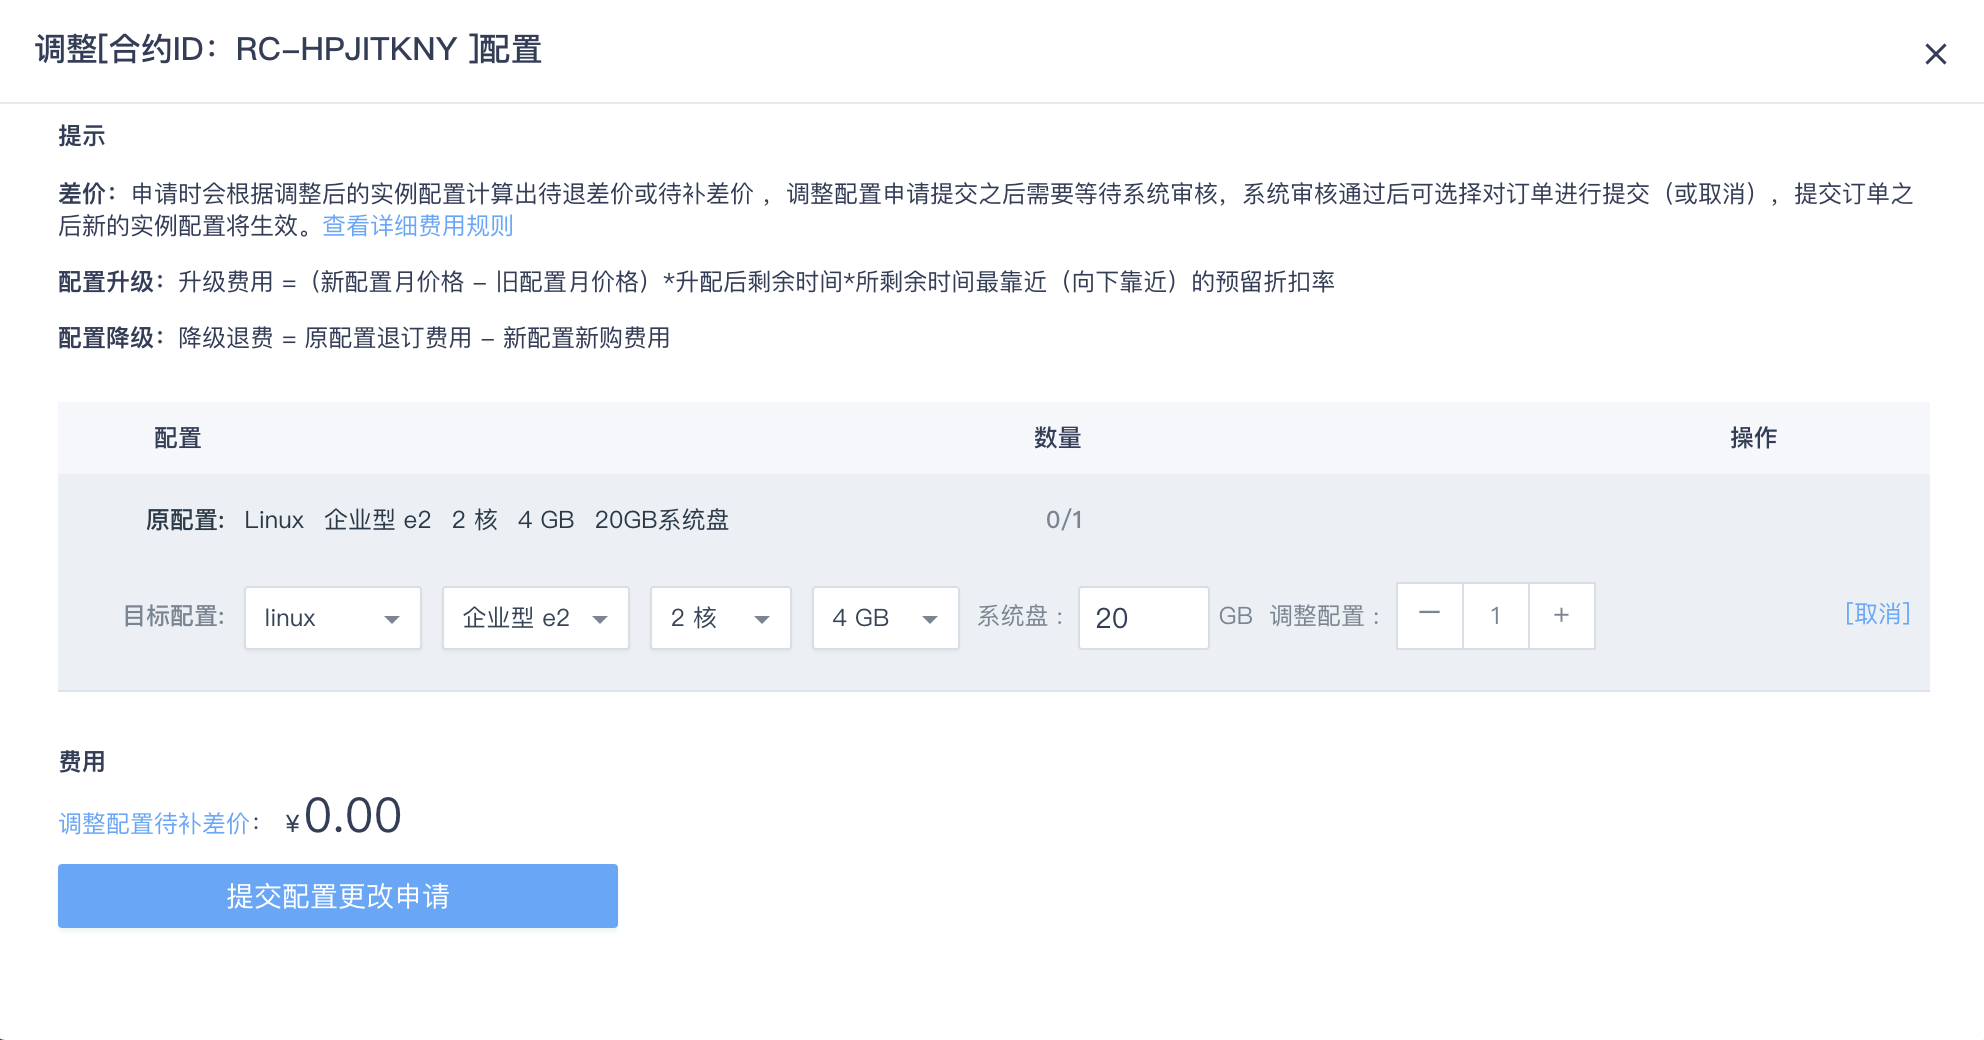 调整[合约ID：RC-HPJITKNY ]配置
提示
差价：申请时会根据调整后的实例配置计算出待退差价或待补差价 ，调整配置申请提交之后需要等待系统审核，系统审核通过后可选择对订单进行提交（或取消），提交订单之
后新的实例配置将生效。查看详细费用规则
配置升级：升级费用 =（新配置月价格 – 旧配置月价格）*升配后剩余时间*所剩余时间最靠近（向下靠近）的预留折扣率
配置降级：降级退费 = 原配置退订费用 – 新配置新购费用
配置 数量 操作
原配置: Linux 企业型 e2 2 核 4 GB 20GB系统盘 0/1
目标配置: linux 企业型 e2 2 核 4 GB 系统盘 : 20 GB 调整配置 : — 1 + [取消]
费用
调整配置待补差价： ¥0.00
提交配置更改申请